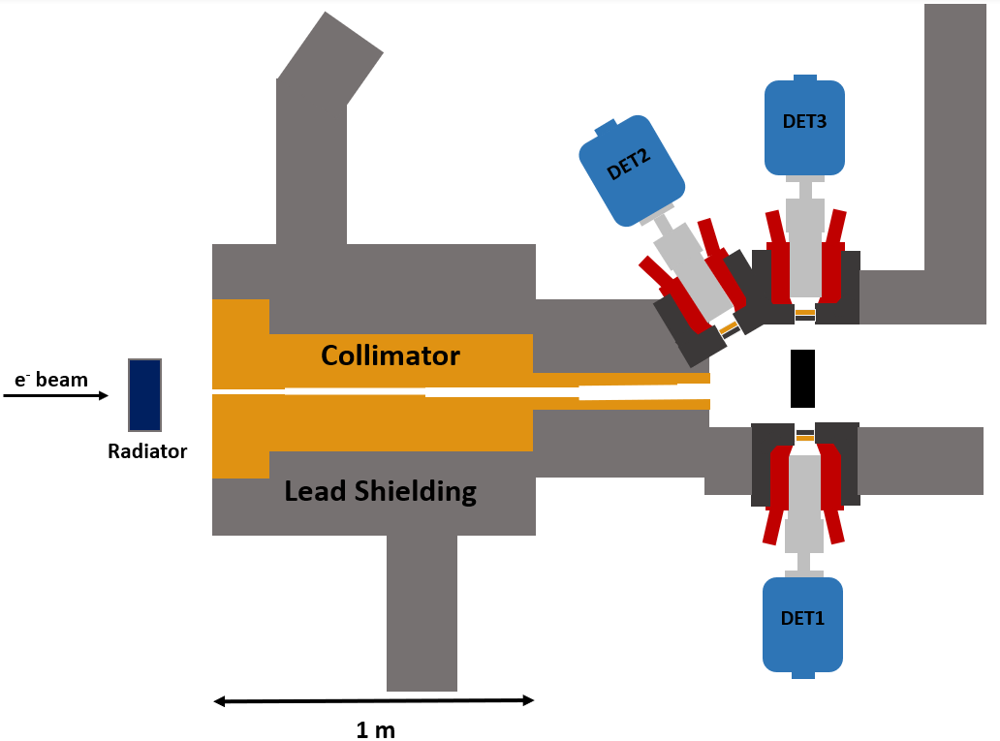 DET3
DET2
Collimator
e- beam
Radiator
Lead Shielding
DET1
1 m